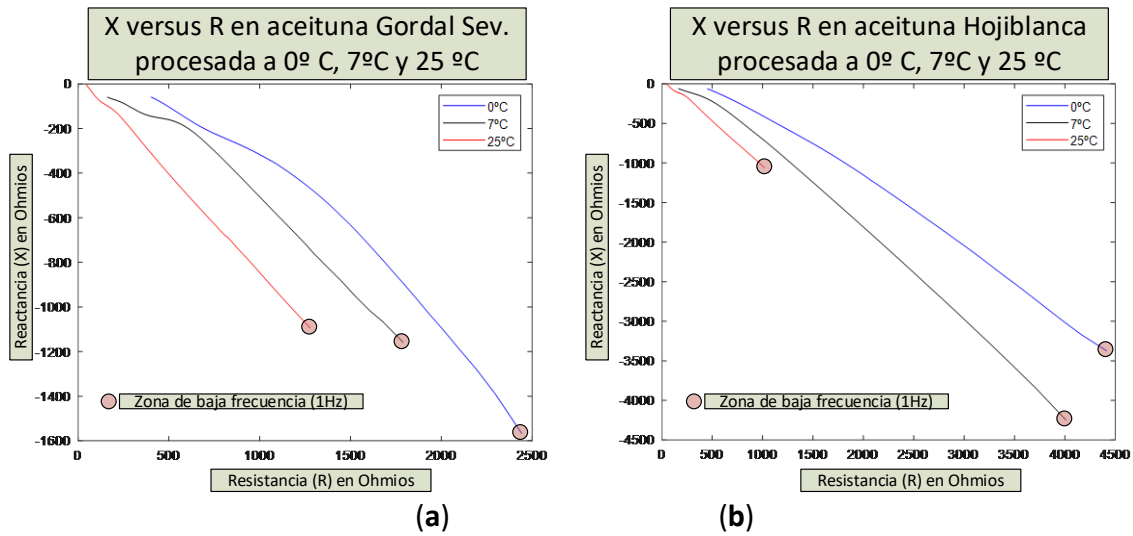 X versus R en aceituna Gordal Sev.
procesada a 0º C, 7ºC y 25 ºC
0
-200
-400
-600
-800
-1000
-1200
-1400
-1600
0
500
1000
1500
2000
2500
Reactancia (X) en Ohmios
0ºC
7ºC
25ºC
Zona de baja frecuencia (1Hz)
Resistancia (R) en Ohmios
(a)
X versus R en aceituna Hojiblanca
procesada a 0º C, 7ºC y 25 ºC
0
-500
-1000
-1500
-2000
-2500
-3000
-3500
-4000
-4500
0
500
1000
1500
2000
2500
3000
3500
4000
4500
Reactancia (X) en Ohmios
0ºC
7ºC
25ºC
Zona de baja frecuencia (1Hz)
Resistancia (R) en Ohmios
(b)